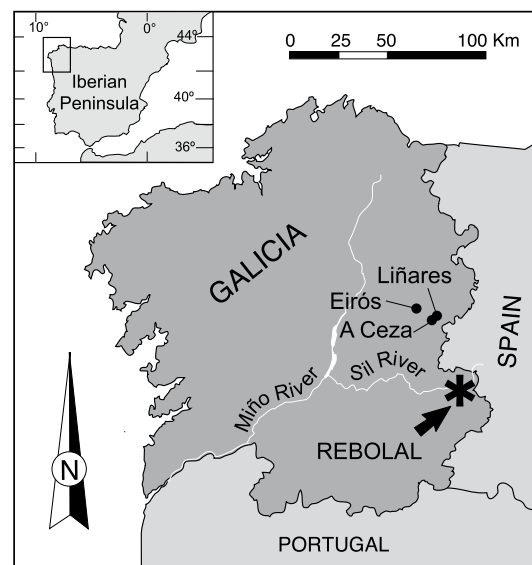 10° 0° 44°
Iberian
Peninsula
40°
36°
0 25 50 100 Km
GALICIA
Liñares
Eirós
A Ceza
SPAIN
Sil River
Miño River
REBOLAL
N
PORTUGAL